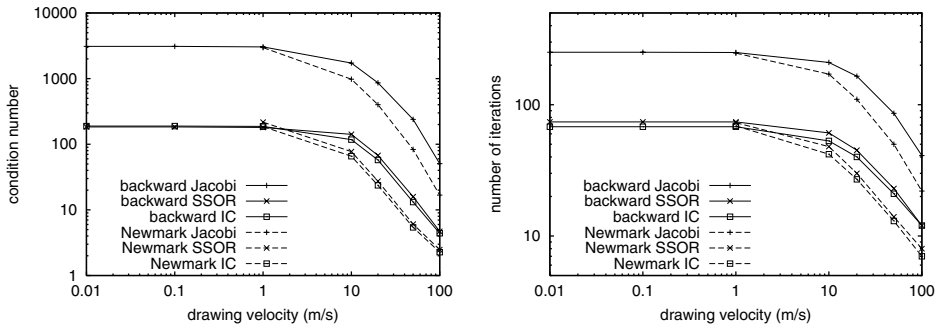 condition number
10000
1000
100
10
1
backward Jacobi
backward SSOR
backward IC
Newmark Jacobi
Newmark SSOR
Newmark IC
0.01 0.1 1 10 100
drawing velocity (m/s)
number of iterations
100
10
backward Jacobi
backward SSOR
backward IC
Newmark Jacobi
Newmark SSOR
Newmark IC
0.01 0.1 1 10 100
drawing velocity (m/s)